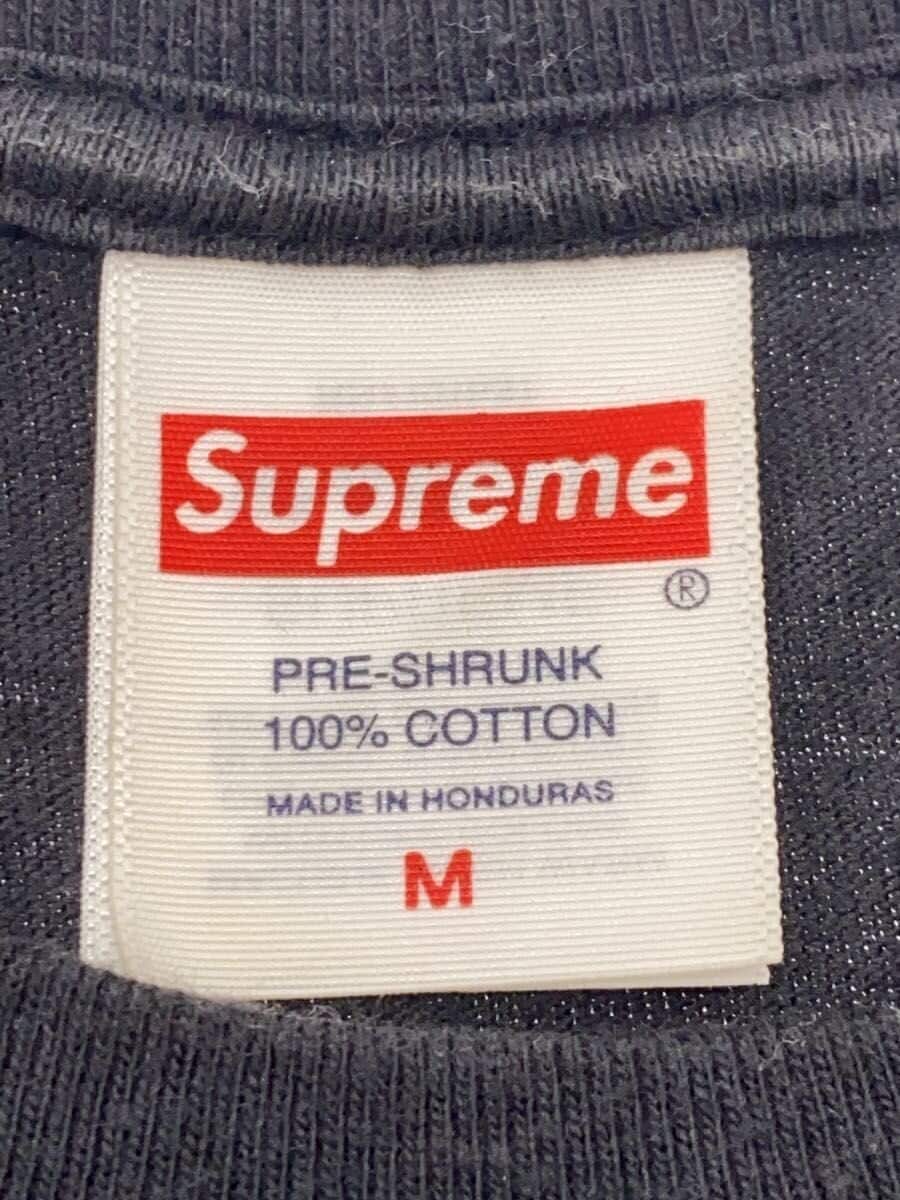 Supreme
®
PRE-SHRUNK
100% COTTON
MADE IN HONDURAS
M